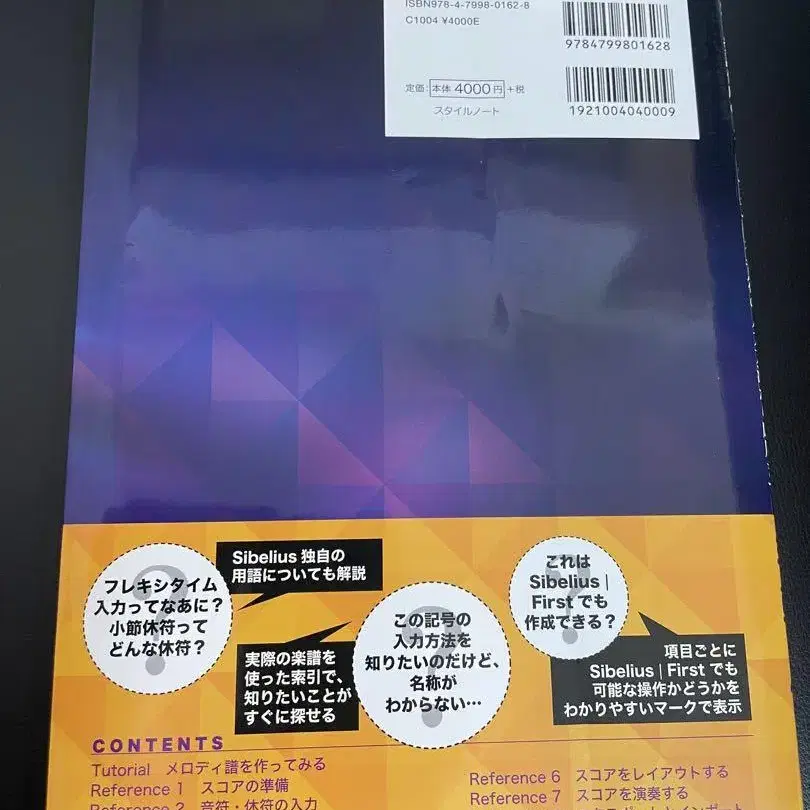 ISBN978-4-7998-0162-8
C1004 ¥4000E
9784799801628
定価: 本体 4000円 +税
スタイルノート
1921004040009
Sibelius 独自の
用語についても解説
フレキシタイム
入力ってなあに?
小節休符って
どんな休符?
実際の楽譜を
使った索引で、
知りたいことが
すぐに探せる
この記号の
入力方法を
知りたいのだけど、
名称が
わからない…
これは
Sibelius |
First でも
作成できる?
項目ごとに
Sibelius | First でも
可能な操作かどうかを
わかりやすいマークで表示
CONTENTS
Tutorial メロディ譜を作ってみる
Reference 1 スコアの準備
Reference 2 音符・休符の入力
Reference 6 スコアをレイアウトする
Reference 7 スコアを演奏する